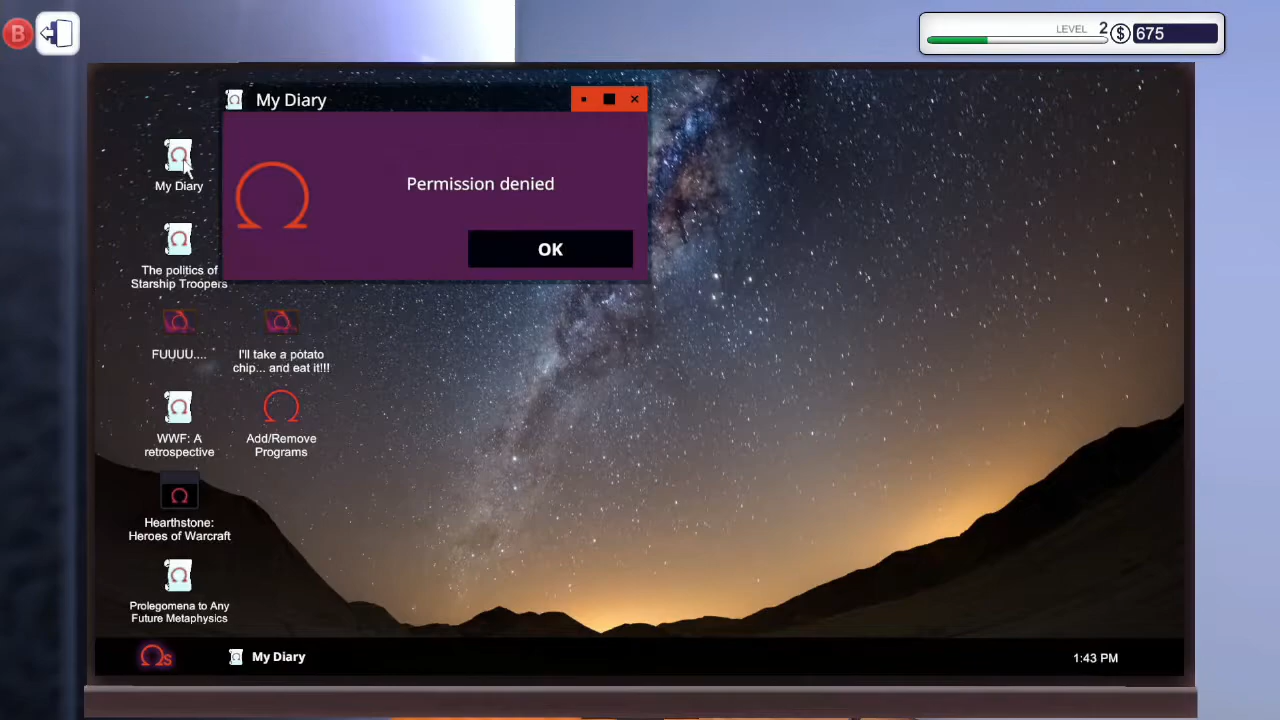 B
LEVEL 2
$ 675
My Diary
Permission denied
OK
My Diary
The politics of
Starship Troopers
FUUUU....
I'll take a potato
chip... and eat it!!!
WWF: A
retrospective
Add/Remove
Programs
Hearthstone:
Heroes of Warcraft
Prolegomena to Any
Future Metaphysics
Ωs
My Diary
1:43 PM